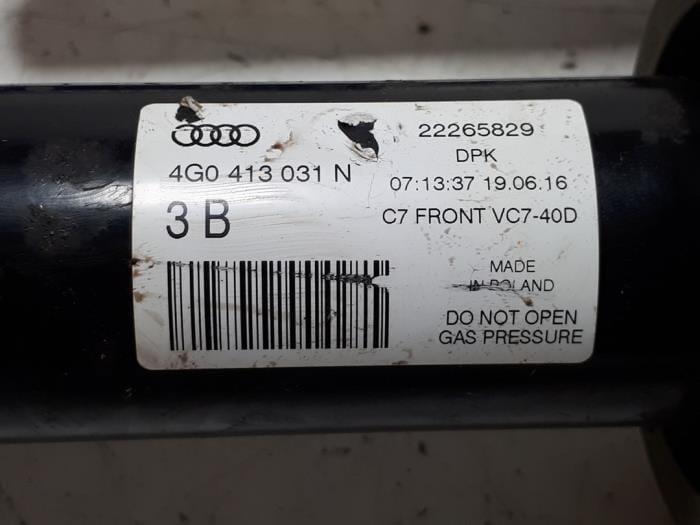 22265829
DPK
4G0 413 031 N
07:13:37 19.06.16
3 B
C7 FRONT VC7-40D
MADE
IN POLAND
DO NOT OPEN
GAS PRESSURE